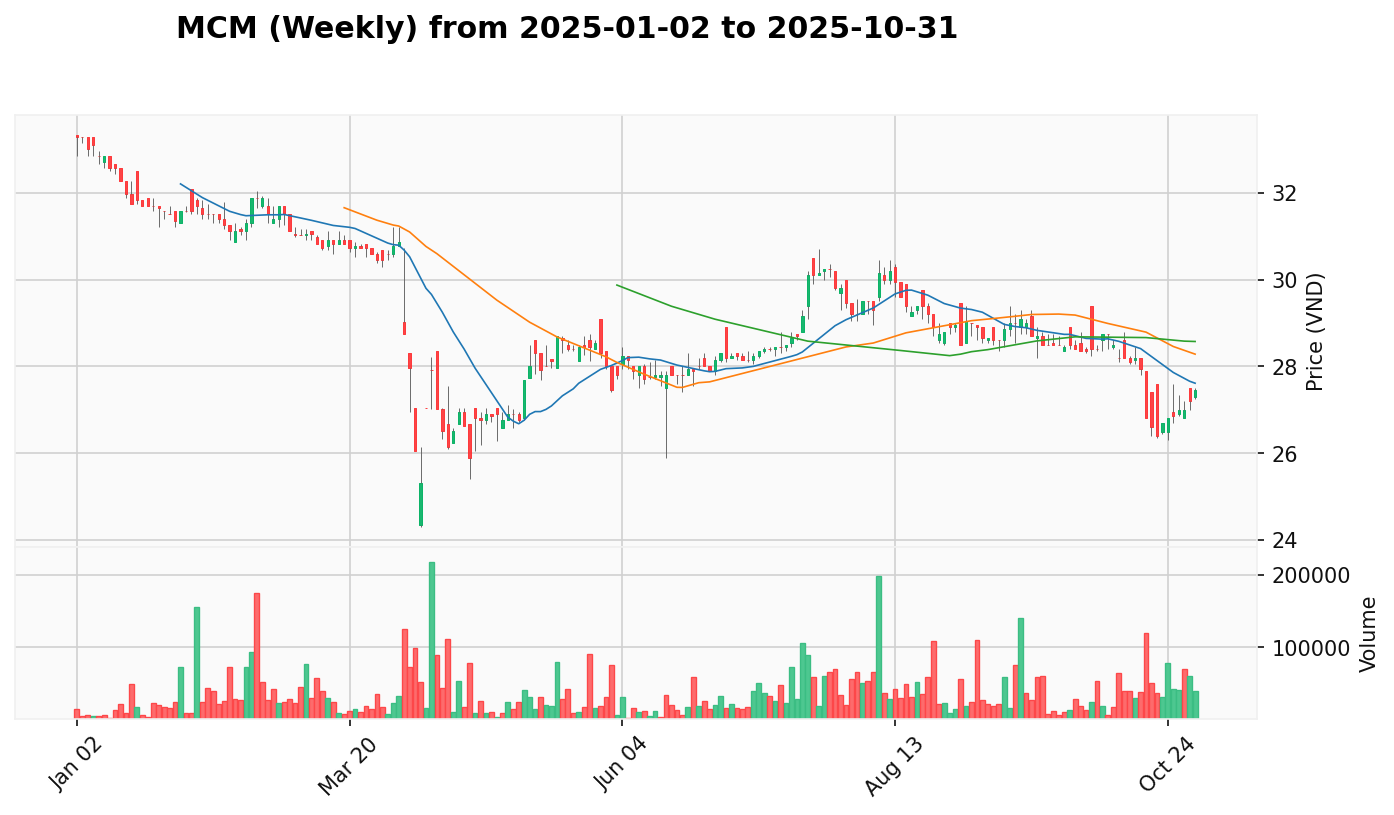 MCM (Weekly) from 2025-01-02 to 2025-10-31
32
30
28
26
24
Price (VND)
200000
100000
Volume
Jan 02
Mar 20
Jun 04
Aug 13
Oct 24